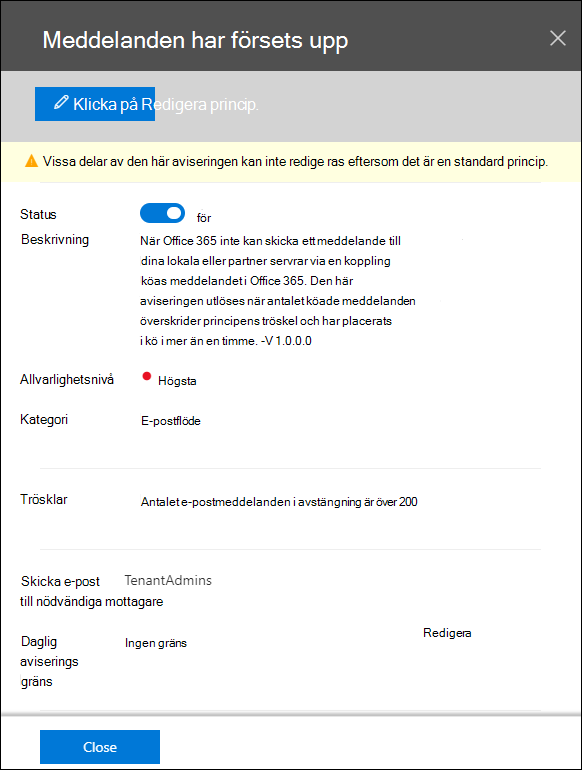 Meddelanden har försets upp
Klicka på Redigera princip.
Vissa delar av den här aviseringen kan inte redige ras eftersom det är en standard princip.
Status för
Beskrivning När Office 365 inte kan skicka ett meddelande till
dina lokala eller partner servrar via en koppling
köas meddelandet i Office 365. Den här
aviseringen utlöses när antalet köade meddelanden
överskrider principens tröskel och har placerats
i kö i mer än en timme. -V 1.0.0.0
Allvarlighetsnivå Högsta
Kategori E-postflöde
Trösklar Antalet e-postmeddelanden i avstängning är över 200
Skicka e-post TenantAdmins
till nödvändiga mottagare
Daglig Ingen gräns Redigera
aviserings
gräns
Close